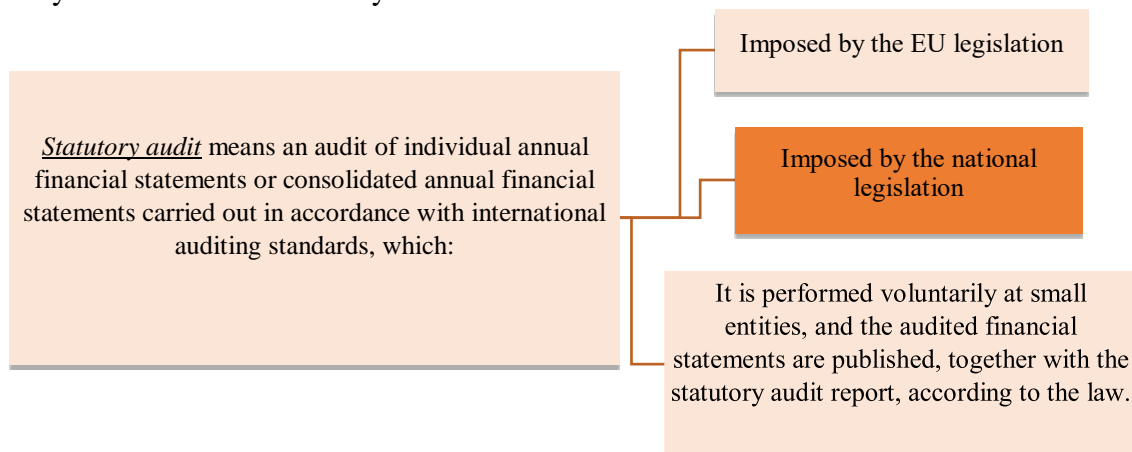 Statutory audit means an audit of individual annual
financial statements or consolidated annual financial
statements carried out in accordance with international
auditing standards, which:
Imposed by the EU legislation
Imposed by the national
legislation
It is performed voluntarily at small
entities, and the audited financial
statements are published, together with the
statutory audit report, according to the law.